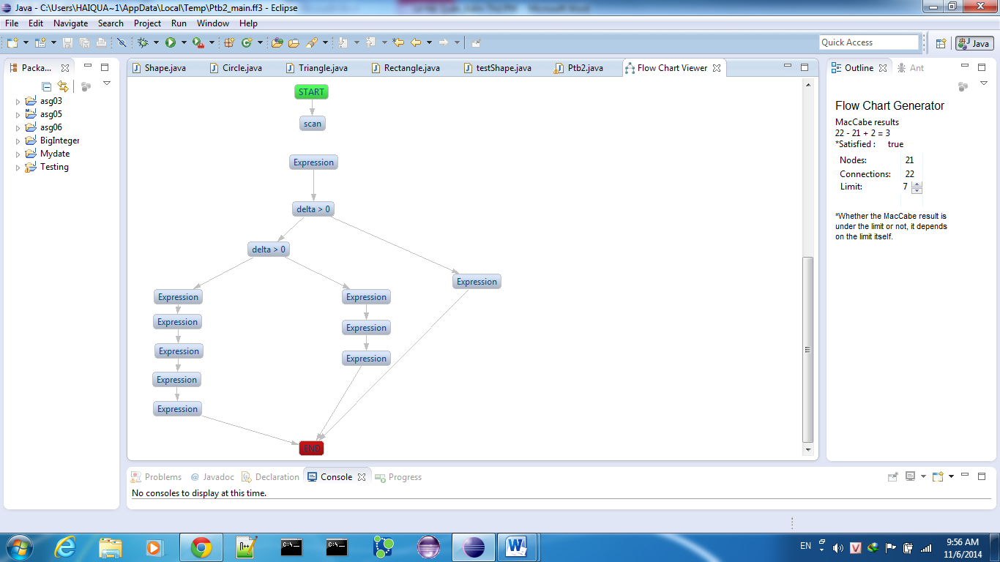 Java - C:\Users\HAIQUA~1\AppData\Local\Temp\Ptb2_main.ff3 - Eclipse
File Edit Navigate Search Project Run Window Help
Quick Access
Java
Packa...
asg03
asg05
asg06
BigInteger
Mydate
Testing
Shape.java Circle.java Triangle.java Rectangle.java testShape.java Ptb2.java Flow Chart Viewer
START
scan
Expression
delta > 0
delta > 0
Expression
Expression Expression
Expression Expression
Expression Expression
Expression
Expression
END
Outline Ant
Flow Chart Generator
MacCabe results
22 - 21 + 2 = 3
*Satisfied : true
Nodes: 21
Connections: 22
Limit: 7
*Whether the MacCabe result is
under the limit or not, it depends
on the limit itself.
Problems @ Javadoc Declaration Console Progress
No consoles to display at this time.
EN
9:56 AM
11/6/2014